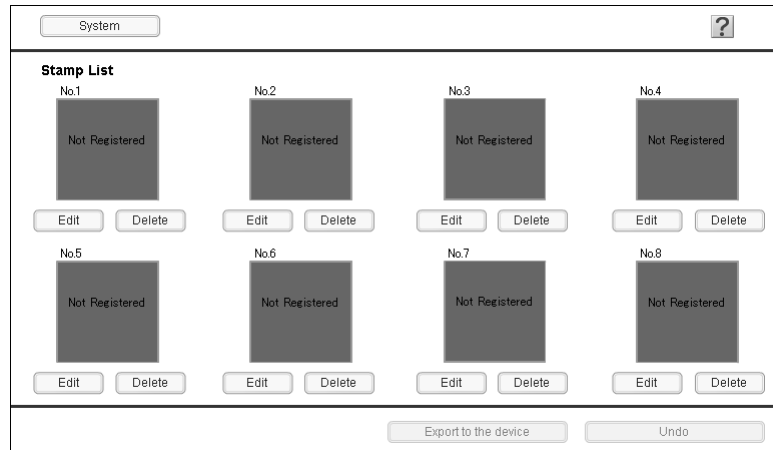 System ?
Stamp List
No.1 No.2 No.3 No.4
Not Registered Not Registered Not Registered Not Registered
Edit Delete Edit Delete Edit Delete Edit Delete
No.5 No.6 No.7 No.8
Not Registered Not Registered Not Registered Not Registered
Edit Delete Edit Delete Edit Delete Edit Delete
Export to the device Undo